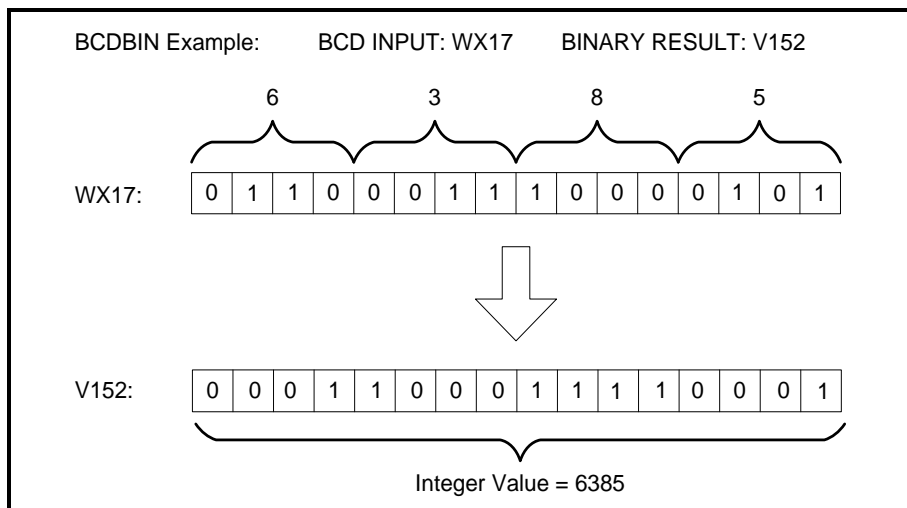 BCDBIN Example: BCD INPUT: WX17 BINARY RESULT: V152
6 3 8 5
WX17: 0 1 1 0 0 0 1 1 1 0 0 0 0 1 0 1
V152: 0 0 0 1 1 0 0 0 1 1 1 1 0 0 0 1
Integer Value = 6385